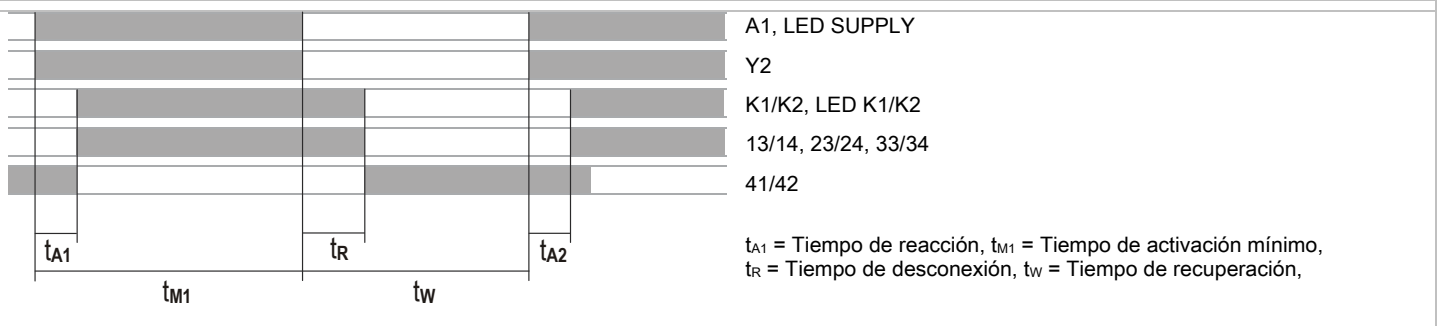 A1, LED SUPPLY
Y2
K1/K2, LED K1/K2
13/14, 23/24, 33/34
41/42
tA1 tR tA2
tM1 tW
tA1 = Tiempo de reacción, tM1 = Tiempo de activación mínimo,
tR = Tiempo de desconexión, tW = Tiempo de recuperación,